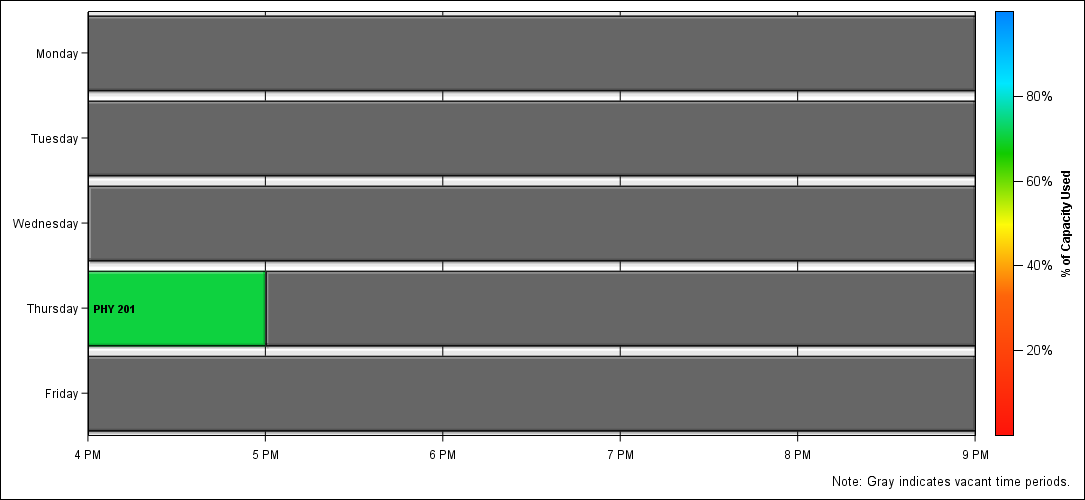 Monday
Tuesday
Wednesday
Thursday
Friday
PHY 201
4 PM
5 PM
6 PM
7 PM
8 PM
9 PM
80%
60%
40%
20%
% of Capacity Used
Note: Gray indicates vacant time periods.